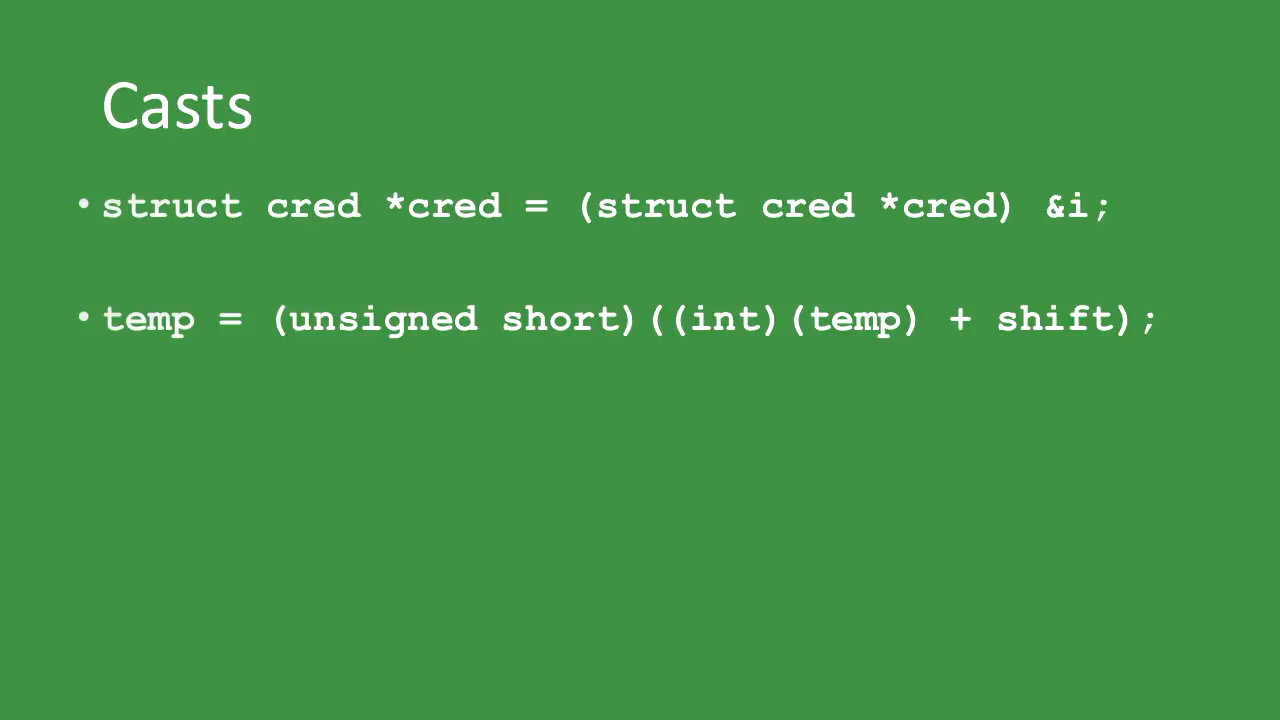 Casts
• struct cred *cred = (struct cred *cred) &i;
• temp = (unsigned short)((int)(temp) + shift);